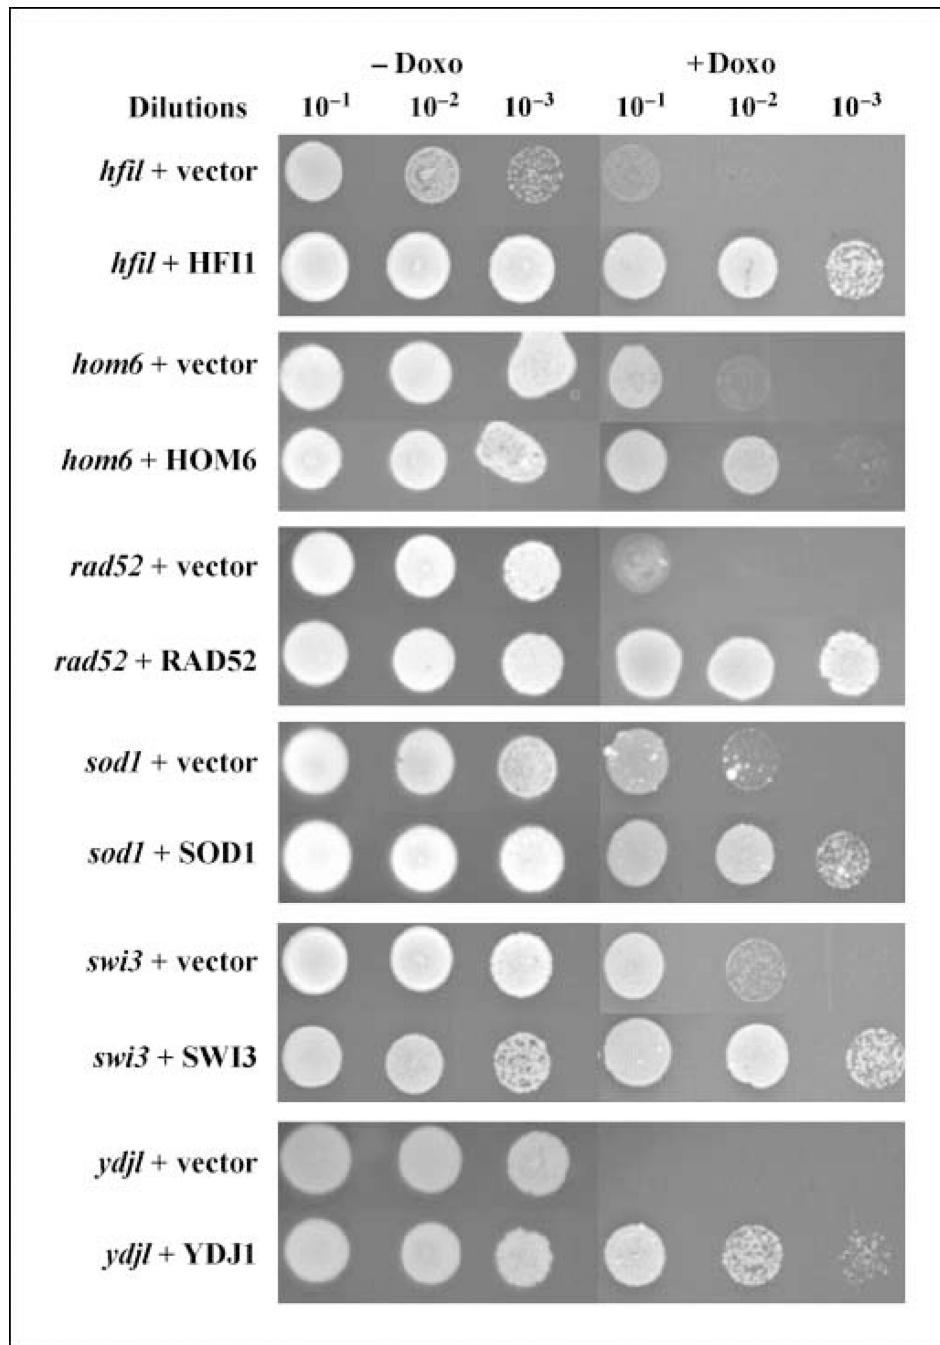 – Doxo +Doxo
Dilutions 10⁻¹ 10⁻² 10⁻³ 10⁻¹ 10⁻² 10⁻³
hfil + vector
hfil + HFI1
hom6 + vector
hom6 + HOM6
rad52 + vector
rad52 + RAD52
sod1 + vector
sod1 + SOD1
swi3 + vector
swi3 + SWI3
ydjl + vector
ydjl + YDJ1